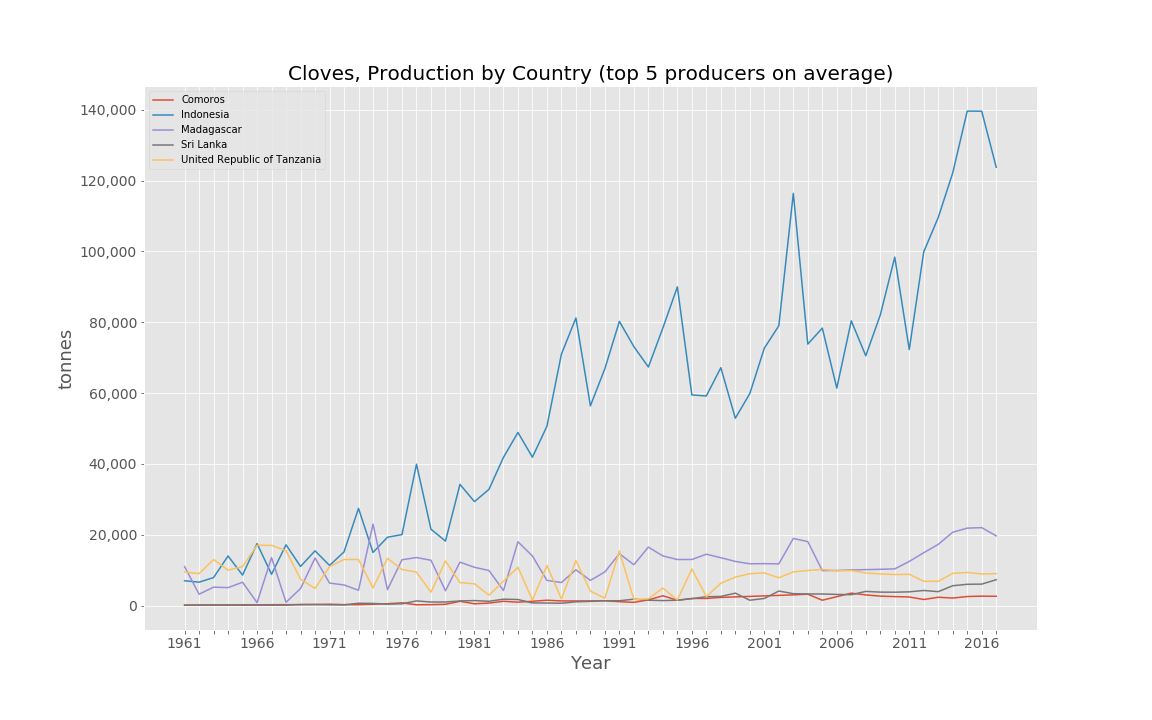 Cloves, Production by Country (top 5 producers on average)
Comoros
Indonesia
Madagascar
Sri Lanka
United Republic of Tanzania
140,000
120,000
100,000
80,000
60,000
40,000
20,000
0
tonnes
1961 1966 1971 1976 1981 1986 1991 1996 2001 2006 2011 2016
Year